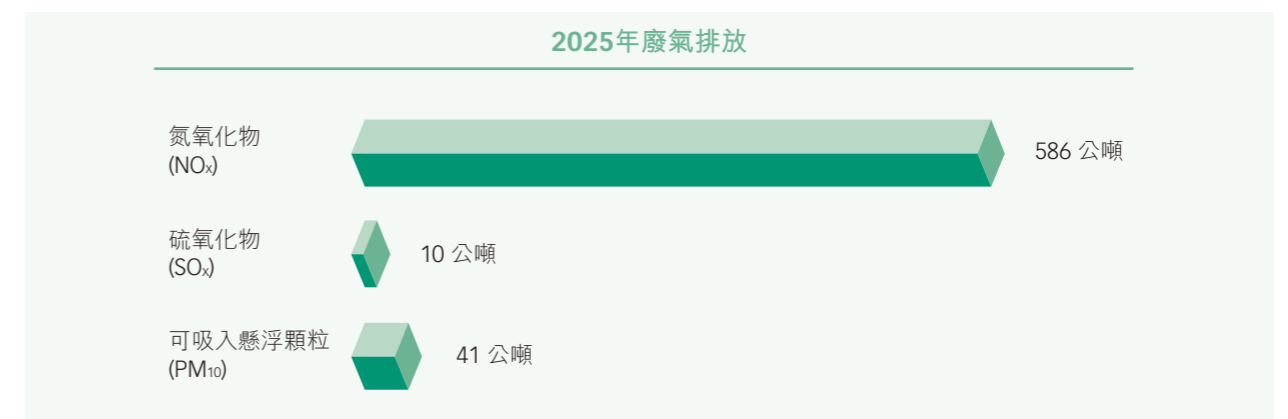 2025年廢氣排放
氮氧化物
(NOx)
586 公噸
硫氧化物
(SOx)
10 公噸
可吸入懸浮顆粒
(PM10)
41 公噸